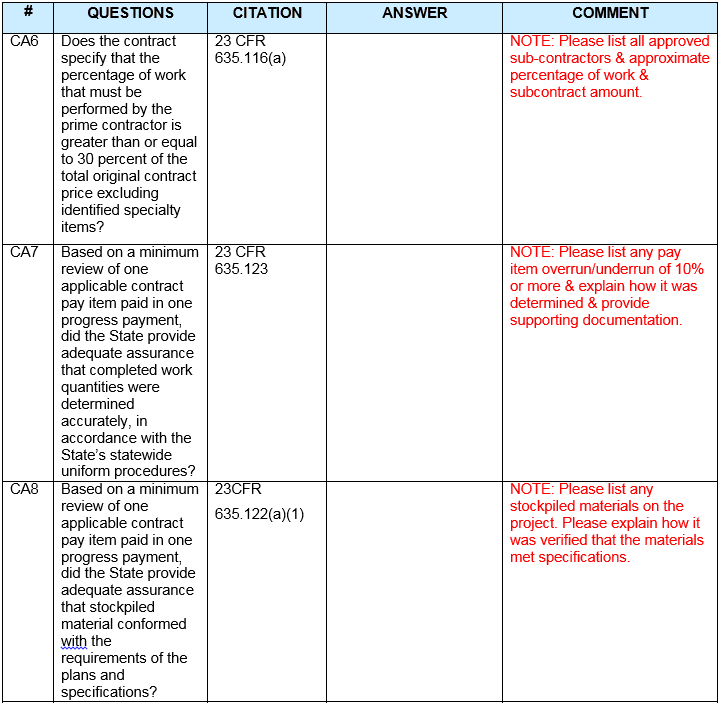 # QUESTIONS CITATION ANSWER COMMENT
CA6
Does the contract
specify that the
percentage of work
that must be
performed by the
prime contractor is
greater than or equal
to 30 percent of the
total original contract
price excluding
identified specialty
items?
23 CFR
635.116(a)
NOTE: Please list all approved
sub-contractors & approximate
percentage of work &
subcontract amount.
CA7
Based on a minimum
review of one
applicable contract
pay item paid in one
progress payment,
did the State provide
adequate assurance
that completed work
quantities were
determined
accurately, in
accordance with the
State's statewide
uniform procedures?
23 CFR
635.123
NOTE: Please list any pay
item overrun/underrun of 10%
or more & explain how it was
determined & provide
supporting documentation.
CA8
Based on a minimum
review of one
applicable contract
pay item paid in one
progress payment,
did the State provide
adequate assurance
that stockpiled
material conformed
with the
requirements of the
plans and
specifications?
23CFR
635.122(a)(1)
NOTE: Please list any
stockpiled materials on the
project. Please explain how it
was verified that the materials
met specifications.